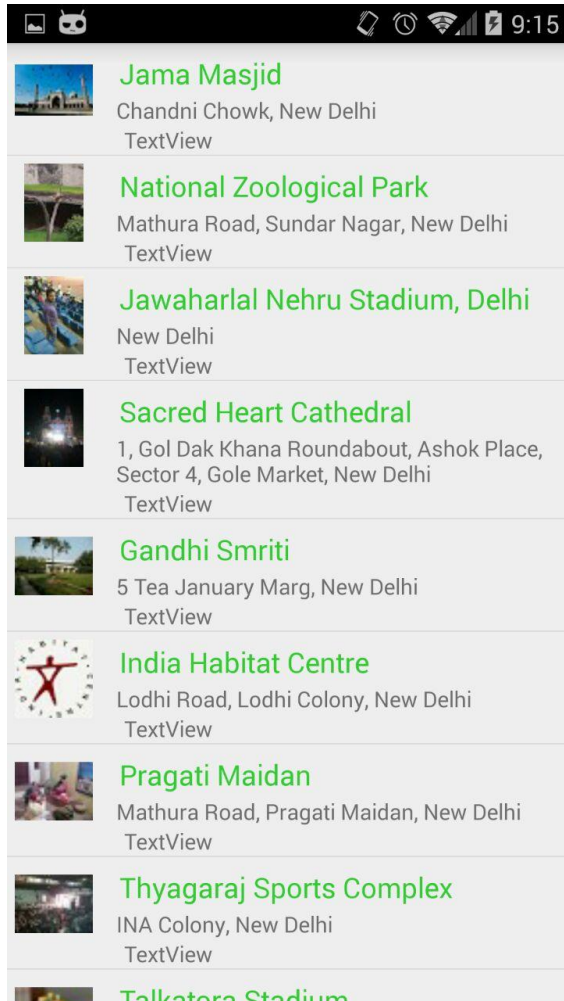 9:15
Jama Masjid
Chandni Chowk, New Delhi
TextView
National Zoological Park
Mathura Road, Sundar Nagar, New Delhi
TextView
Jawaharlal Nehru Stadium, Delhi
New Delhi
TextView
Sacred Heart Cathedral
1, Gol Dak Khana Roundabout, Ashok Place,
Sector 4, Gole Market, New Delhi
TextView
Gandhi Smriti
5 Tea January Marg, New Delhi
TextView
India Habitat Centre
Lodhi Road, Lodhi Colony, New Delhi
TextView
Pragati Maidan
Mathura Road, Pragati Maidan, New Delhi
TextView
Thyagaraj Sports Complex
INA Colony, New Delhi
TextView
Talkatora Stadium